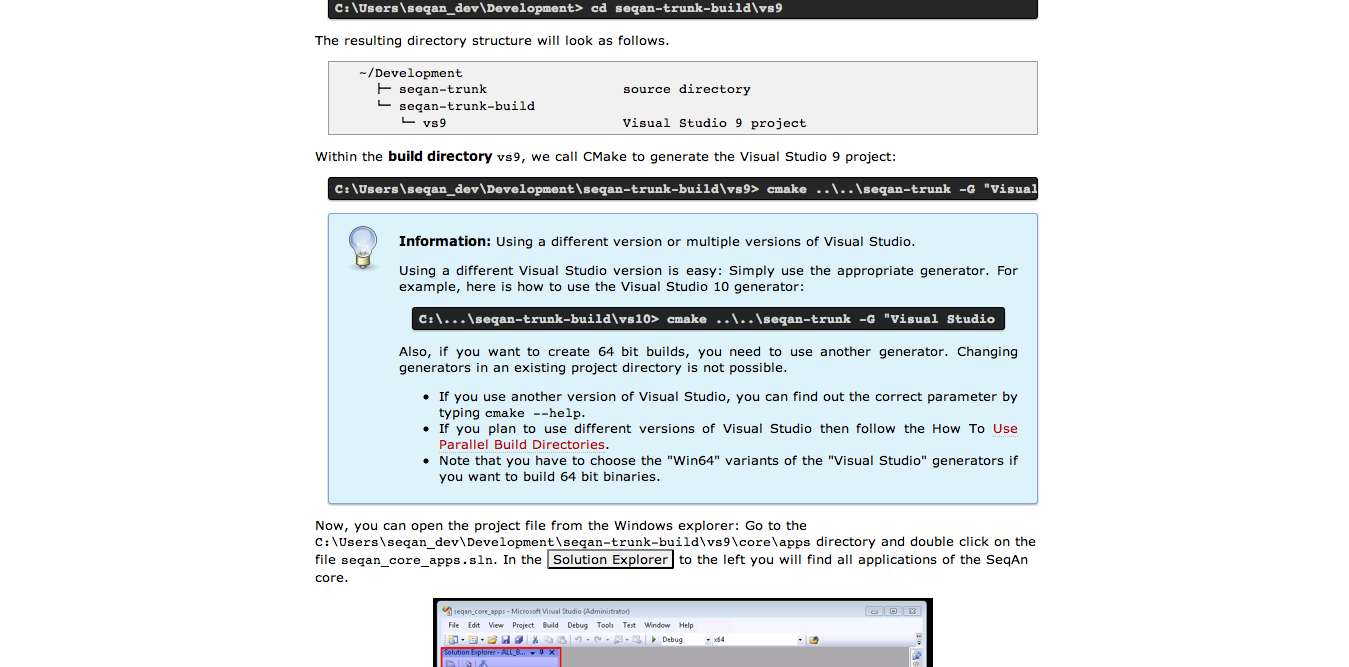 C:\Users\seqan_dev\Development> cd seqan-trunk-build\vs9
The resulting directory structure will look as follows.
~/Development
├─ seqan-trunk source directory
└─ seqan-trunk-build
└─ vs9 Visual Studio 9 project
Within the build directory vs9, we call CMake to generate the Visual Studio 9 project:
C:\Users\seqan_dev\Development\seqan-trunk-build\vs9> cmake ..\..\seqan-trunk -G "Visual
Information: Using a different version or multiple versions of Visual Studio.
Using a different Visual Studio version is easy: Simply use the appropriate generator. For
example, here is how to use the Visual Studio 10 generator:
C:\...\seqan-trunk-build\vs10> cmake ..\..\seqan-trunk -G "Visual Studio
Also, if you want to create 64 bit builds, you need to use another generator. Changing
generators in an existing project directory is not possible.
• If you use another version of Visual Studio, you can find out the correct parameter by
typing cmake --help.
• If you plan to use different versions of Visual Studio then follow the How To Use
Parallel Build Directories.
• Note that you have to choose the "Win64" variants of the "Visual Studio" generators if
you want to build 64 bit binaries.
Now, you can open the project file from the Windows explorer: Go to the
C:\Users\seqan_dev\Development\seqan-trunk-build\vs9\core\apps directory and double click on the
file seqan_core_apps.sln. In the Solution Explorer to the left you will find all applications of the SeqAn
core.
seqan_core_apps - Microsoft Visual Studio (Administrator)
File Edit View Project Build Debug Tools Test Window Help
Debug x64
Solution Explorer - ALL_B...